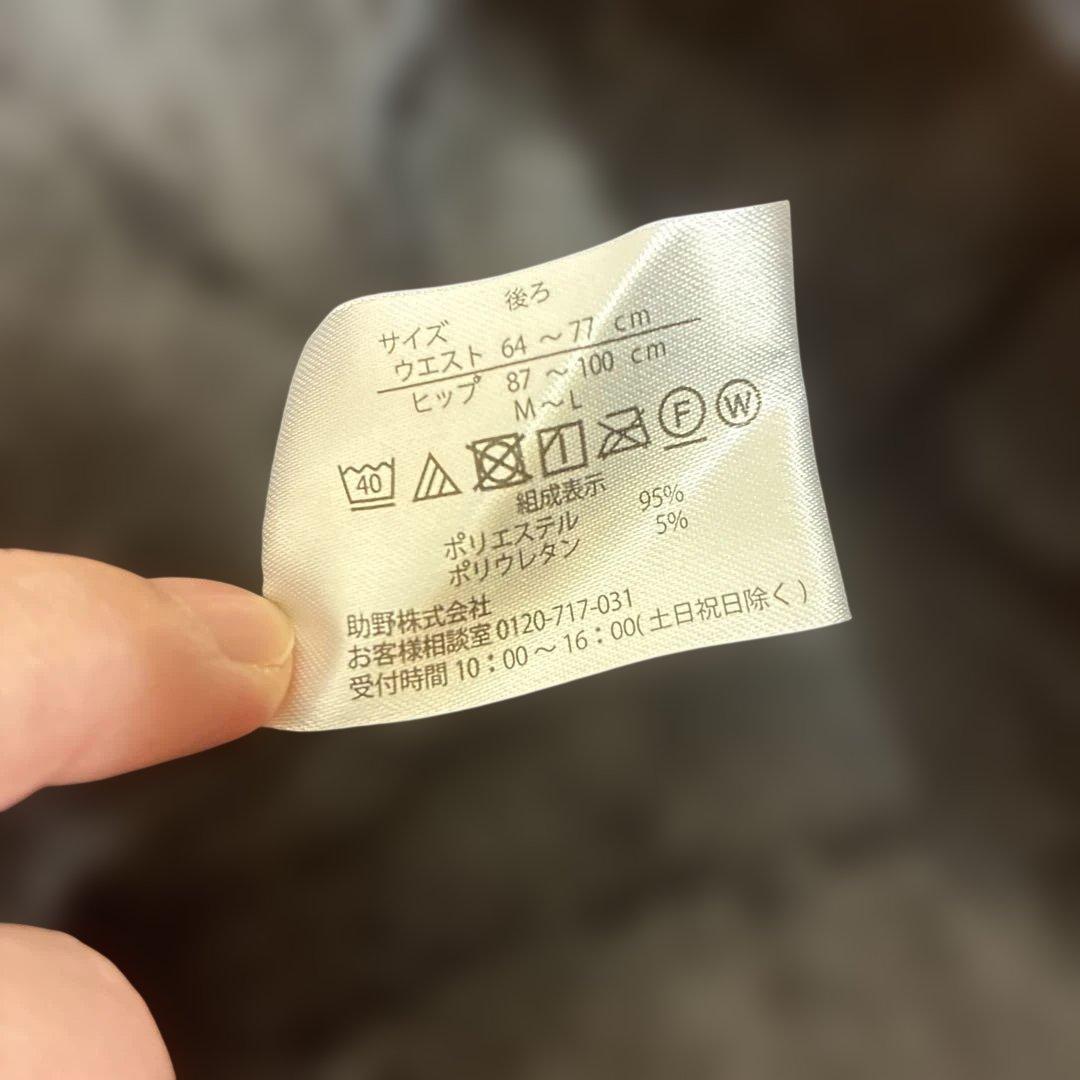 後ろ
サイズ
ウエスト 64 ～ 77 cm
ヒップ 87 ～ 100 cm
M～L
40 F W
組成表示
ポリエステル 95%
ポリウレタン 5%
助野株式会社
お客様相談室 0120-717-031
受付時間 10：00～16：00(土日祝日除く)